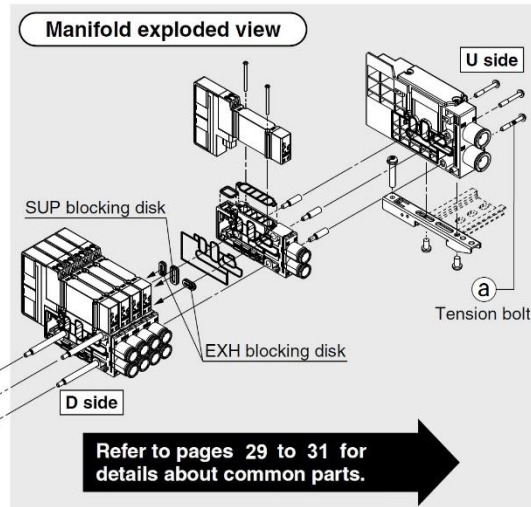 Manifold exploded view
U side
SUP blocking disk
a
Tension bolt
EXH blocking disk
D side
Refer to pages 29 to 31 for
details about common parts.